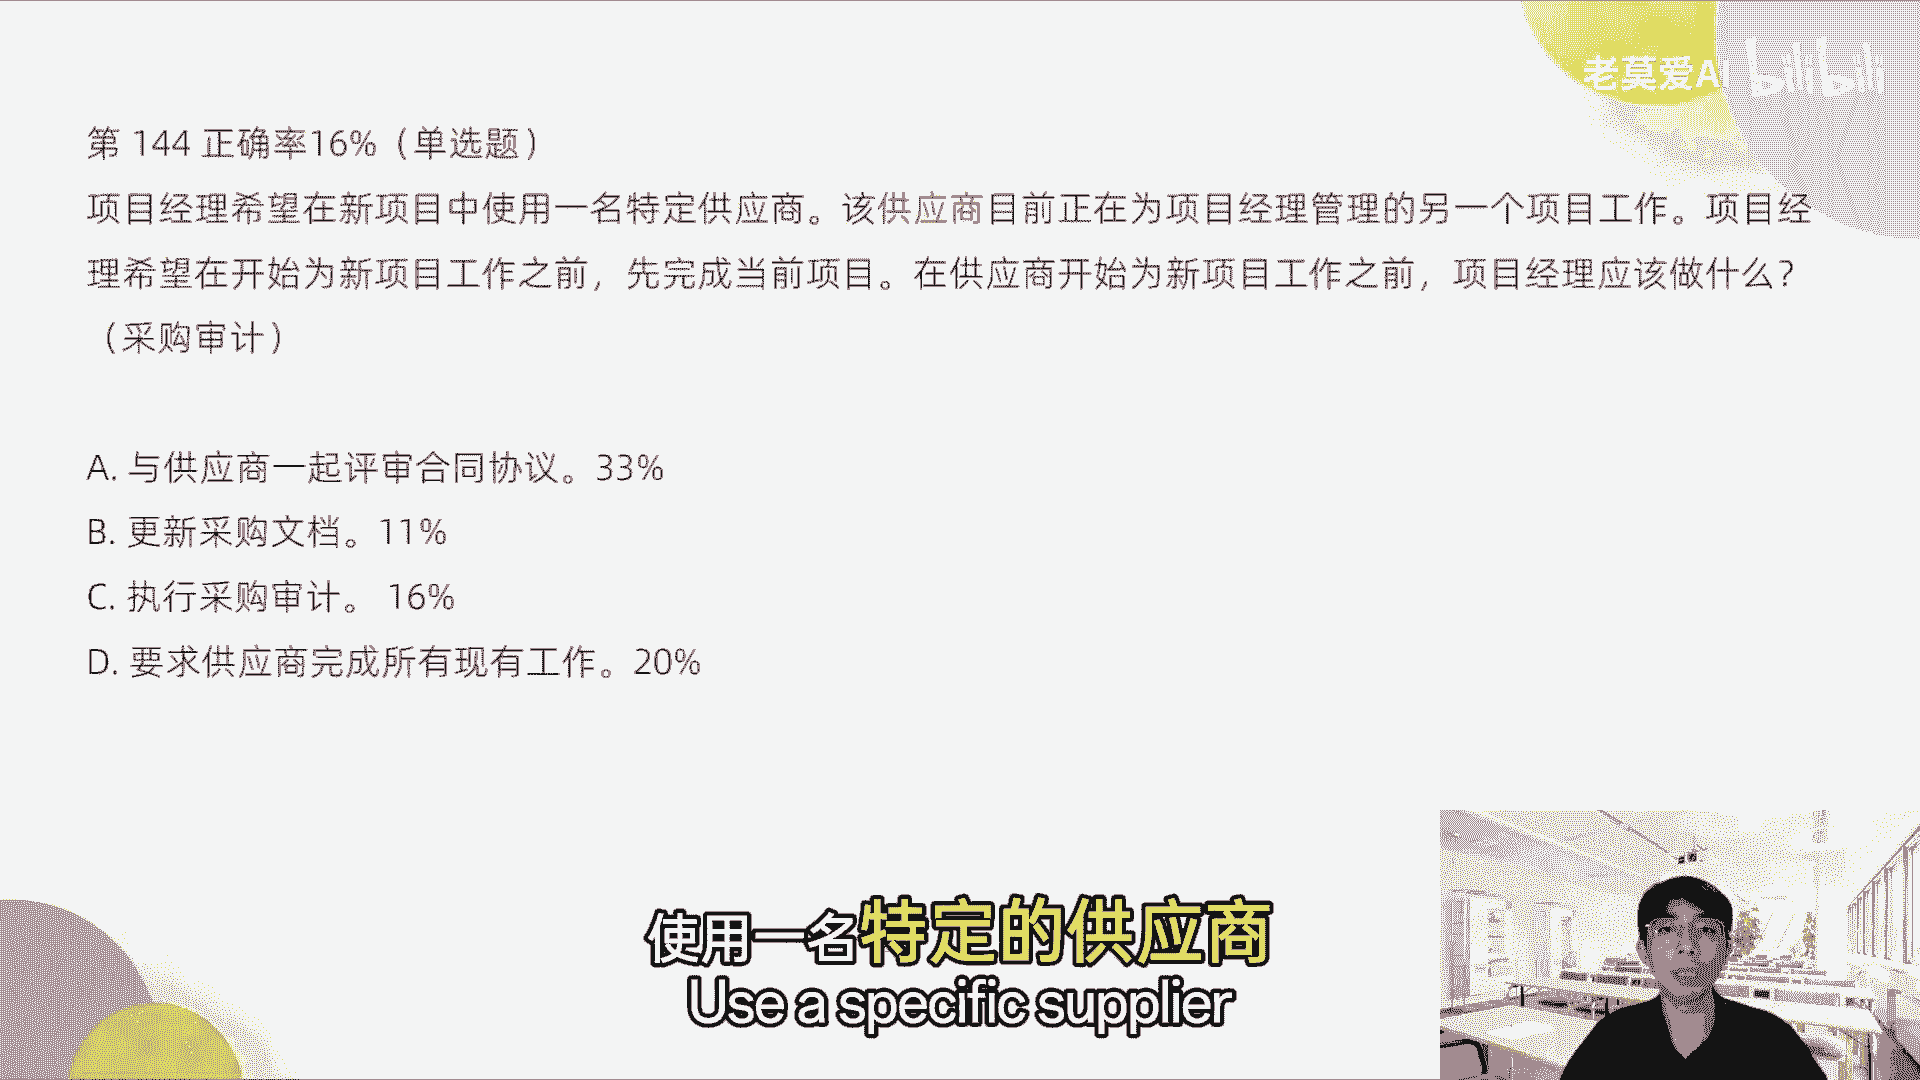 老莫爱AI bilibili
第 144 正确率16%（单选题）
项目经理希望在新项目中使用一名特定供应商。该供应商目前正在为项目经理管理的另一个项目工作。项目经
理希望在开始为新项目工作之前，先完成当前项目。在供应商开始为新项目工作之前，项目经理应该做什么？
（采购审计）
A. 与供应商一起评审合同协议。33%
B. 更新采购文档。11%
C. 执行采购审计。 16%
D. 要求供应商完成所有现有工作。20%
使用一名特定的供应商
Use a specific supplier